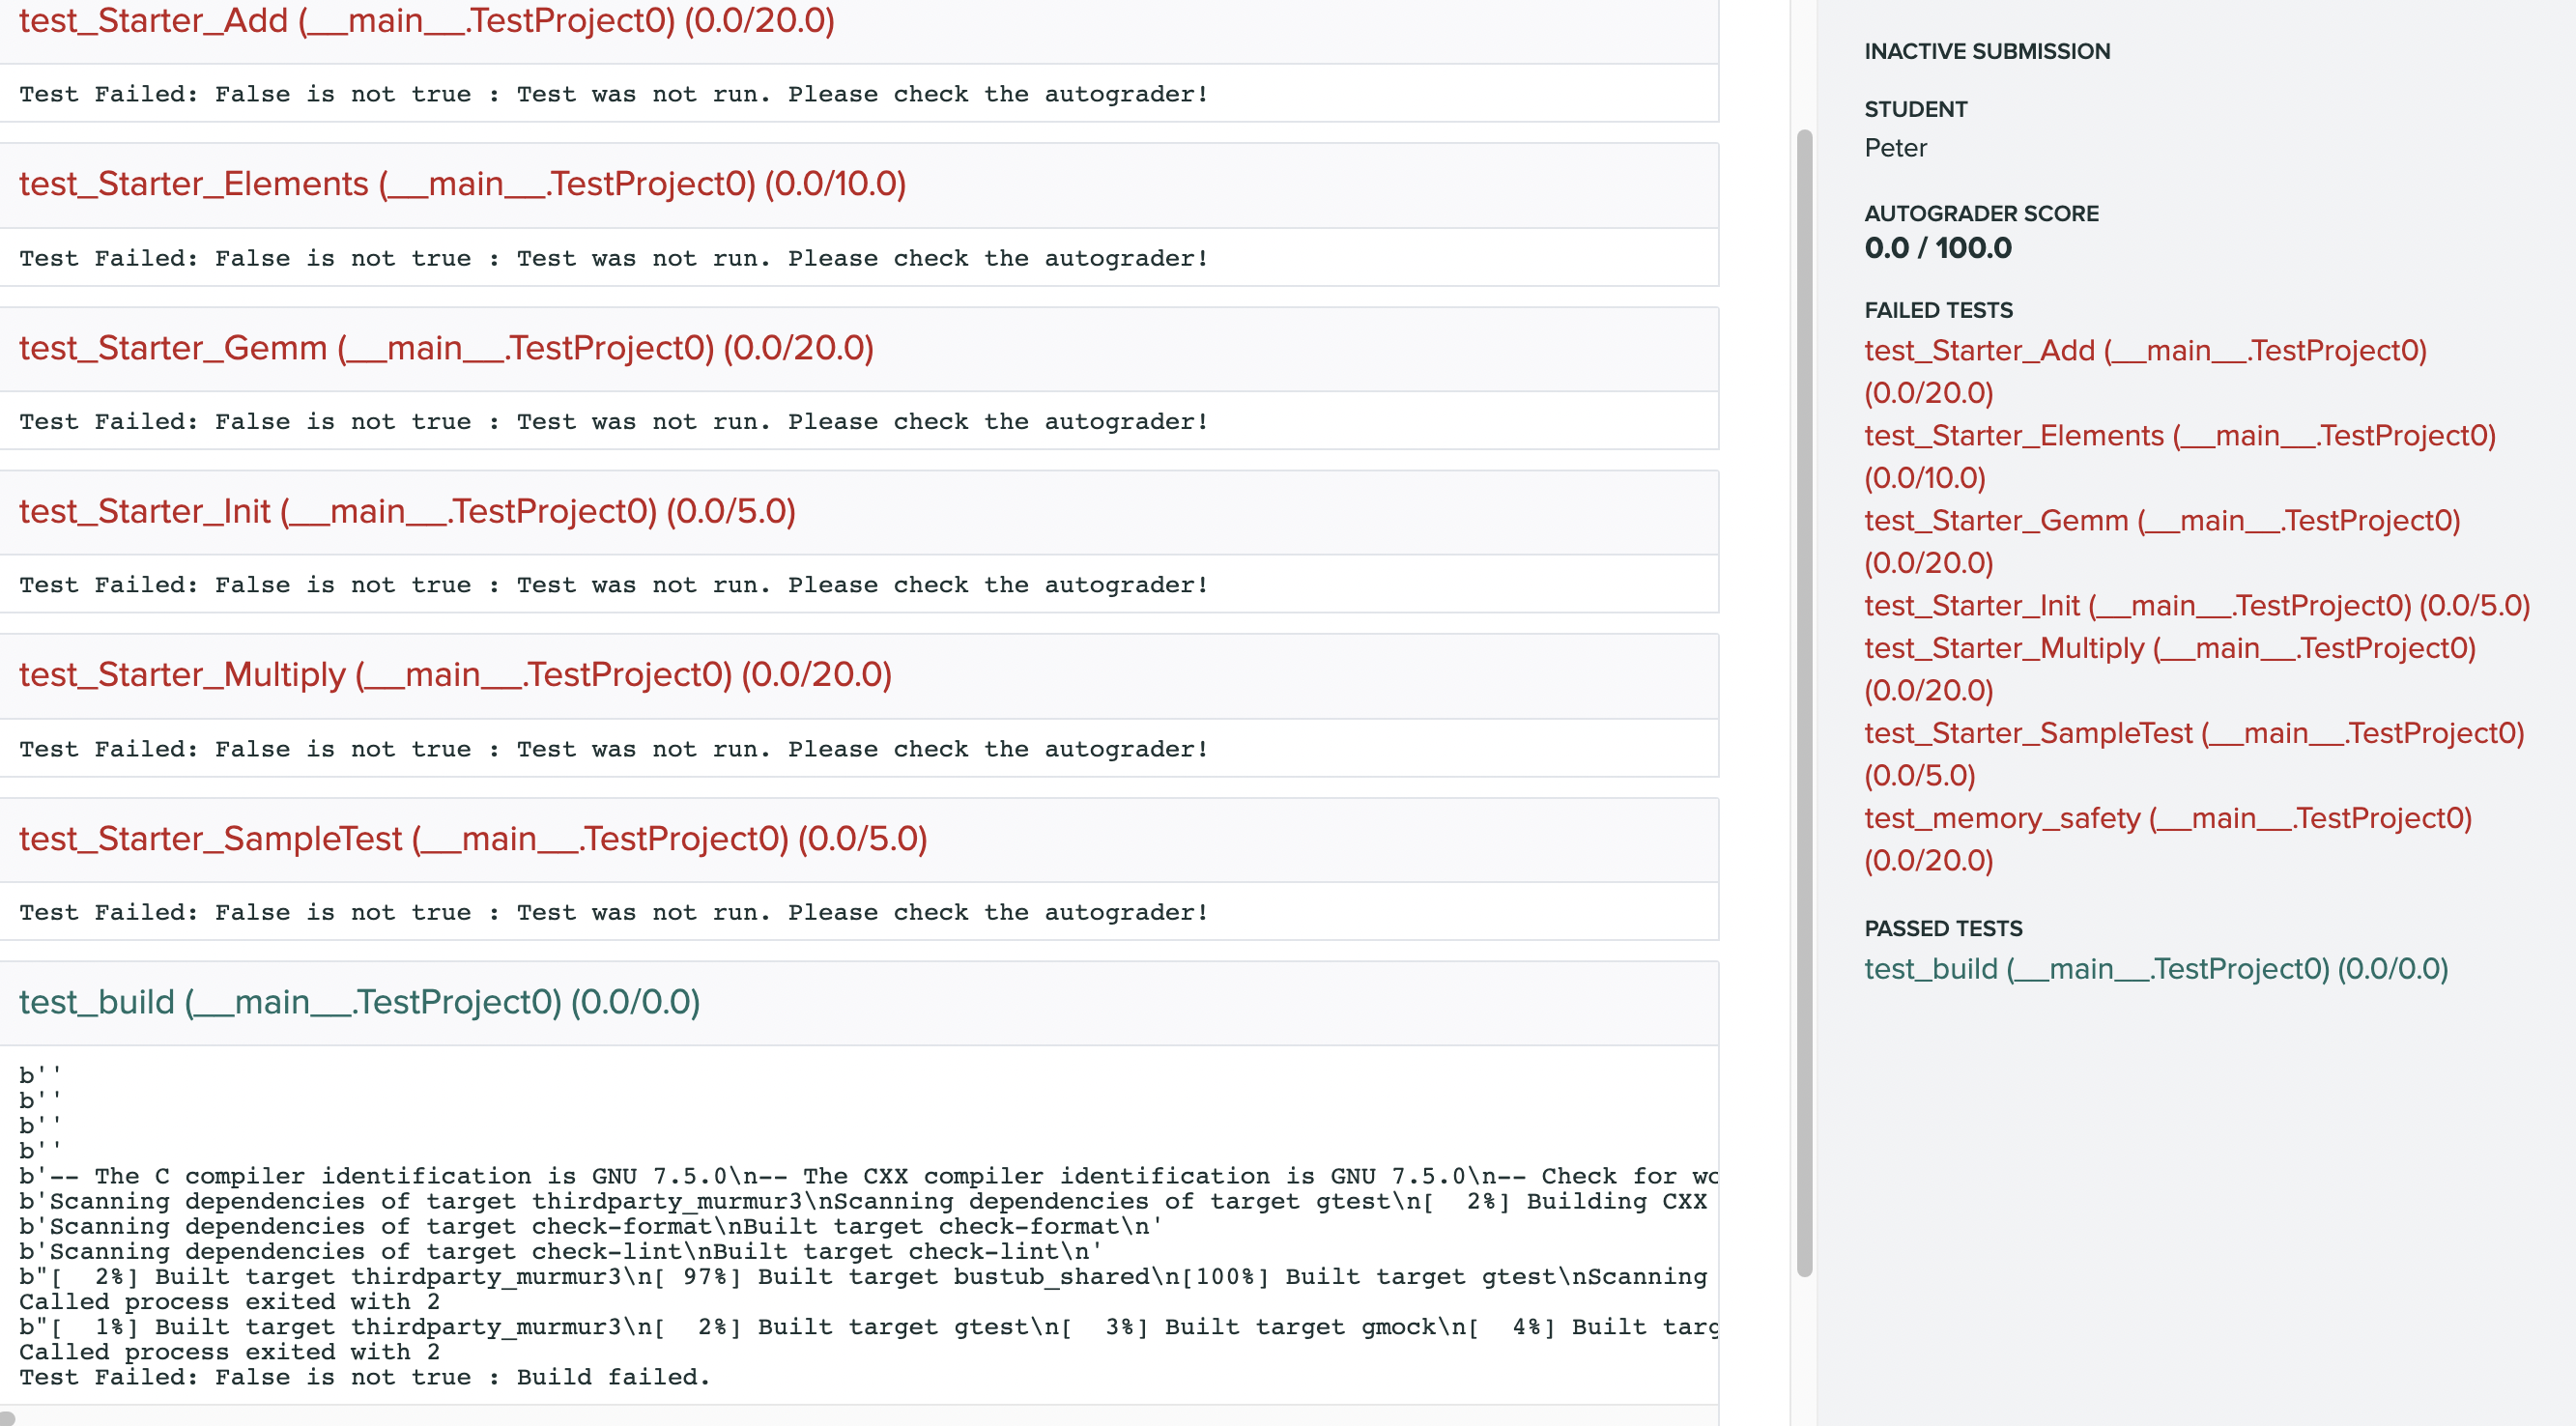 test_Starter_Add (__main__.TestProject0) (0.0/20.0)
Test Failed: False is not true : Test was not run. Please check the autograder!
test_Starter_Elements (__main__.TestProject0) (0.0/10.0)
Test Failed: False is not true : Test was not run. Please check the autograder!
test_Starter_Gemm (__main__.TestProject0) (0.0/20.0)
Test Failed: False is not true : Test was not run. Please check the autograder!
test_Starter_Init (__main__.TestProject0) (0.0/5.0)
Test Failed: False is not true : Test was not run. Please check the autograder!
test_Starter_Multiply (__main__.TestProject0) (0.0/20.0)
Test Failed: False is not true : Test was not run. Please check the autograder!
test_Starter_SampleTest (__main__.TestProject0) (0.0/5.0)
Test Failed: False is not true : Test was not run. Please check the autograder!
test_build (__main__.TestProject0) (0.0/0.0)
b''
b''
b''
b''
b'-- The C compiler identification is GNU 7.5.0\n-- The CXX compiler identification is GNU 7.5.0\n-- Check for wo
b'Scanning dependencies of target thirdparty_murmur3\nScanning dependencies of target gtest\n[  2%] Building CXX
b'Scanning dependencies of target check-format\nBuilt target check-format\n'
b'Scanning dependencies of target check-lint\nBuilt target check-lint\n'
b"[  2%] Built target thirdparty_murmur3\n[ 97%] Built target bustub_shared\n[100%] Built target gtest\nScanning
Called process exited with 2
b"[  1%] Built target thirdparty_murmur3\n[  2%] Built target gtest\n[  3%] Built target gmock\n[  4%] Built targ
Called process exited with 2
Test Failed: False is not true : Build failed.
INACTIVE SUBMISSION
STUDENT
Peter
AUTOGRADER SCORE
0.0 / 100.0
FAILED TESTS
test_Starter_Add (__main__.TestProject0)
(0.0/20.0)
test_Starter_Elements (__main__.TestProject0)
(0.0/10.0)
test_Starter_Gemm (__main__.TestProject0)
(0.0/20.0)
test_Starter_Init (__main__.TestProject0) (0.0/5.0)
test_Starter_Multiply (__main__.TestProject0)
(0.0/20.0)
test_Starter_SampleTest (__main__.TestProject0)
(0.0/5.0)
test_memory_safety (__main__.TestProject0)
(0.0/20.0)
PASSED TESTS
test_build (__main__.TestProject0) (0.0/0.0)